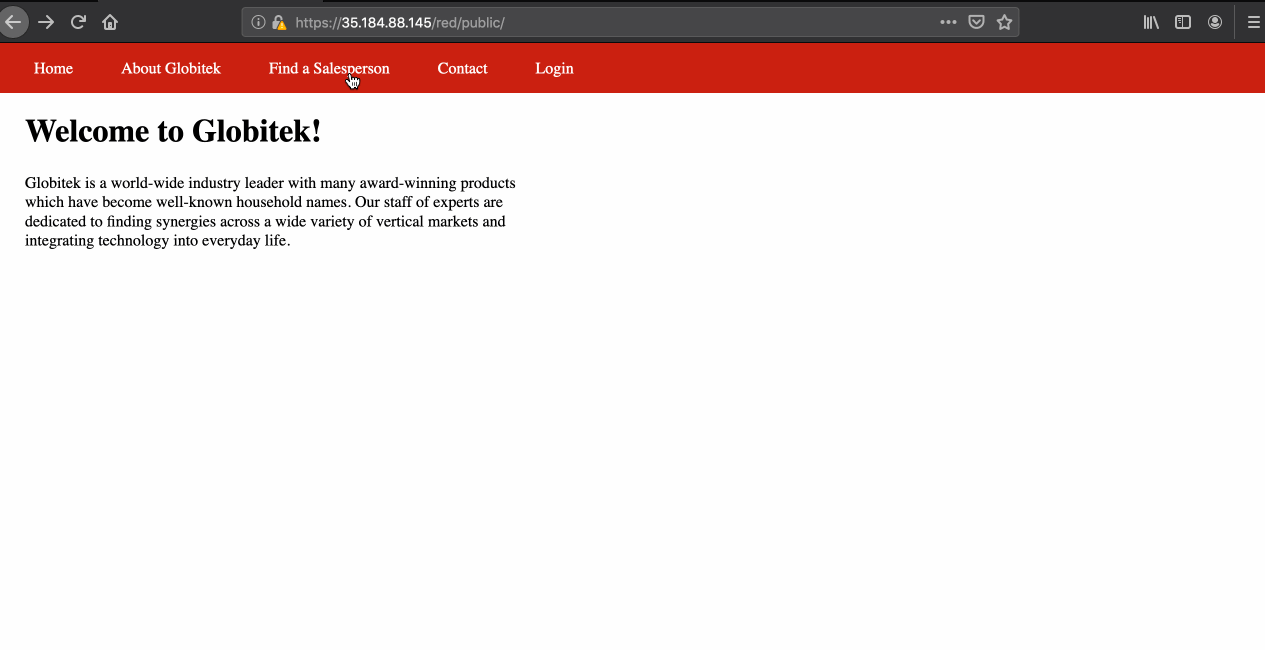 https://35.184.88.145/red/public/
Home About Globitek Find a Salesperson Contact Login
Welcome to Globitek!
Globitek is a world-wide industry leader with many award-winning products
which have become well-known household names. Our staff of experts are
dedicated to finding synergies across a wide variety of vertical markets and
integrating technology into everyday life.